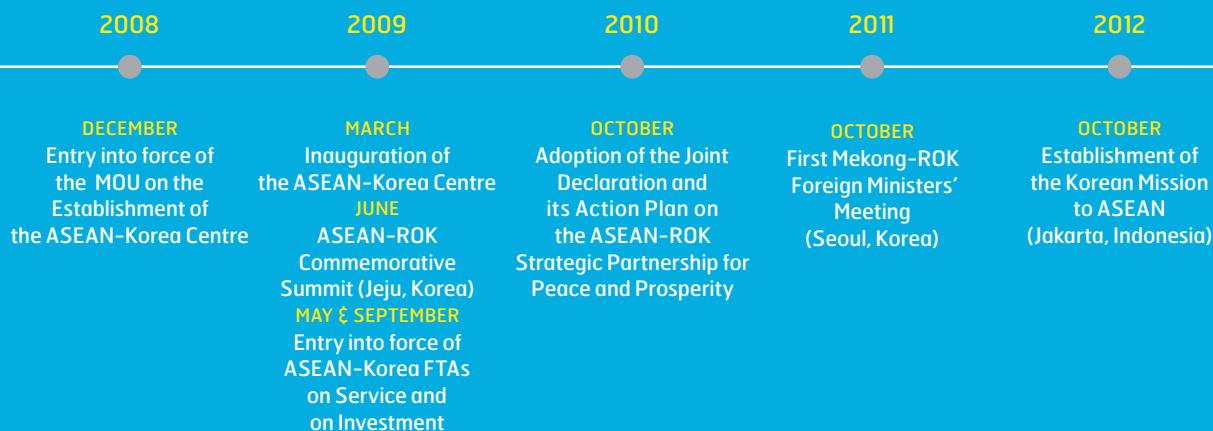 2008
DECEMBER
Entry into force of
the MOU on the
Establishment of
the ASEAN-Korea Centre
2009
MARCH
Inauguration of
the ASEAN-Korea Centre
JUNE
ASEAN-ROK
Commemorative
Summit (Jeju, Korea)
MAY & SEPTEMBER
Entry into force of
ASEAN-Korea FTAs
on Service and
on Investment
2010
OCTOBER
Adoption of the Joint
Declaration and
its Action Plan on
the ASEAN-ROK
Strategic Partnership for
Peace and Prosperity
2011
OCTOBER
First Mekong-ROK
Foreign Ministers'
Meeting
(Seoul, Korea)
2012
OCTOBER
Establishment of
the Korean Mission
to ASEAN
(Jakarta, Indonesia)